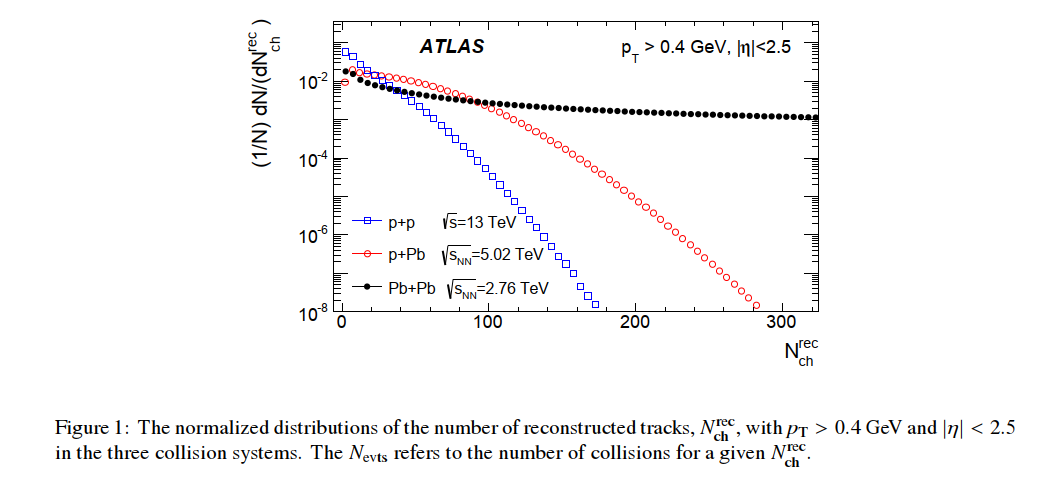 ATLAS
p_T > 0.4 GeV, |η|<2.5
(1/N) dN/(dN_ch^rec)
10^-2
10^-4
10^-6
10^-8
p+p √s=13 TeV
p+Pb √s_NN=5.02 TeV
Pb+Pb √s_NN=2.76 TeV
0 100 200 300
N_ch^rec
Figure 1: The normalized distributions of the number of reconstructed tracks, N_ch^rec, with p_T > 0.4 GeV and |η| < 2.5
in the three collision systems. The N_evts refers to the number of collisions for a given N_ch^rec.